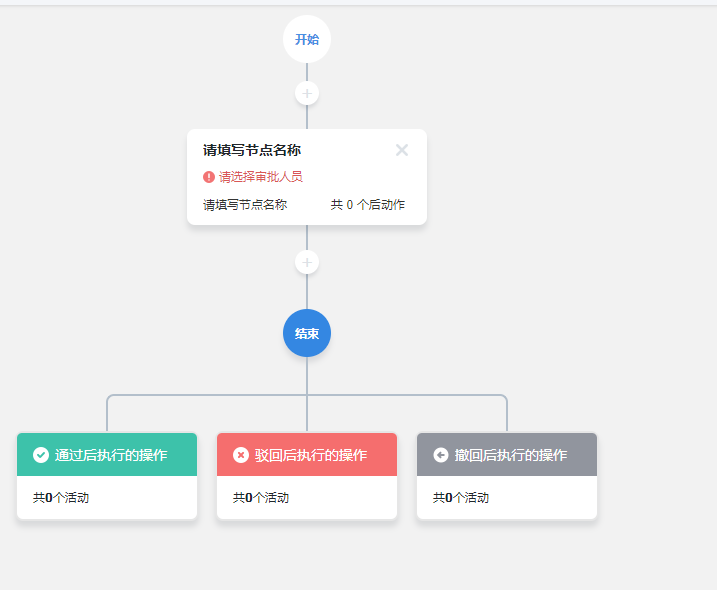 开始
请填写节点名称
请选择审批人员
请填写节点名称 共 0 个后动作
结束
通过后执行的操作 驳回后执行的操作 撤回后执行的操作
共0个活动 共0个活动 共0个活动